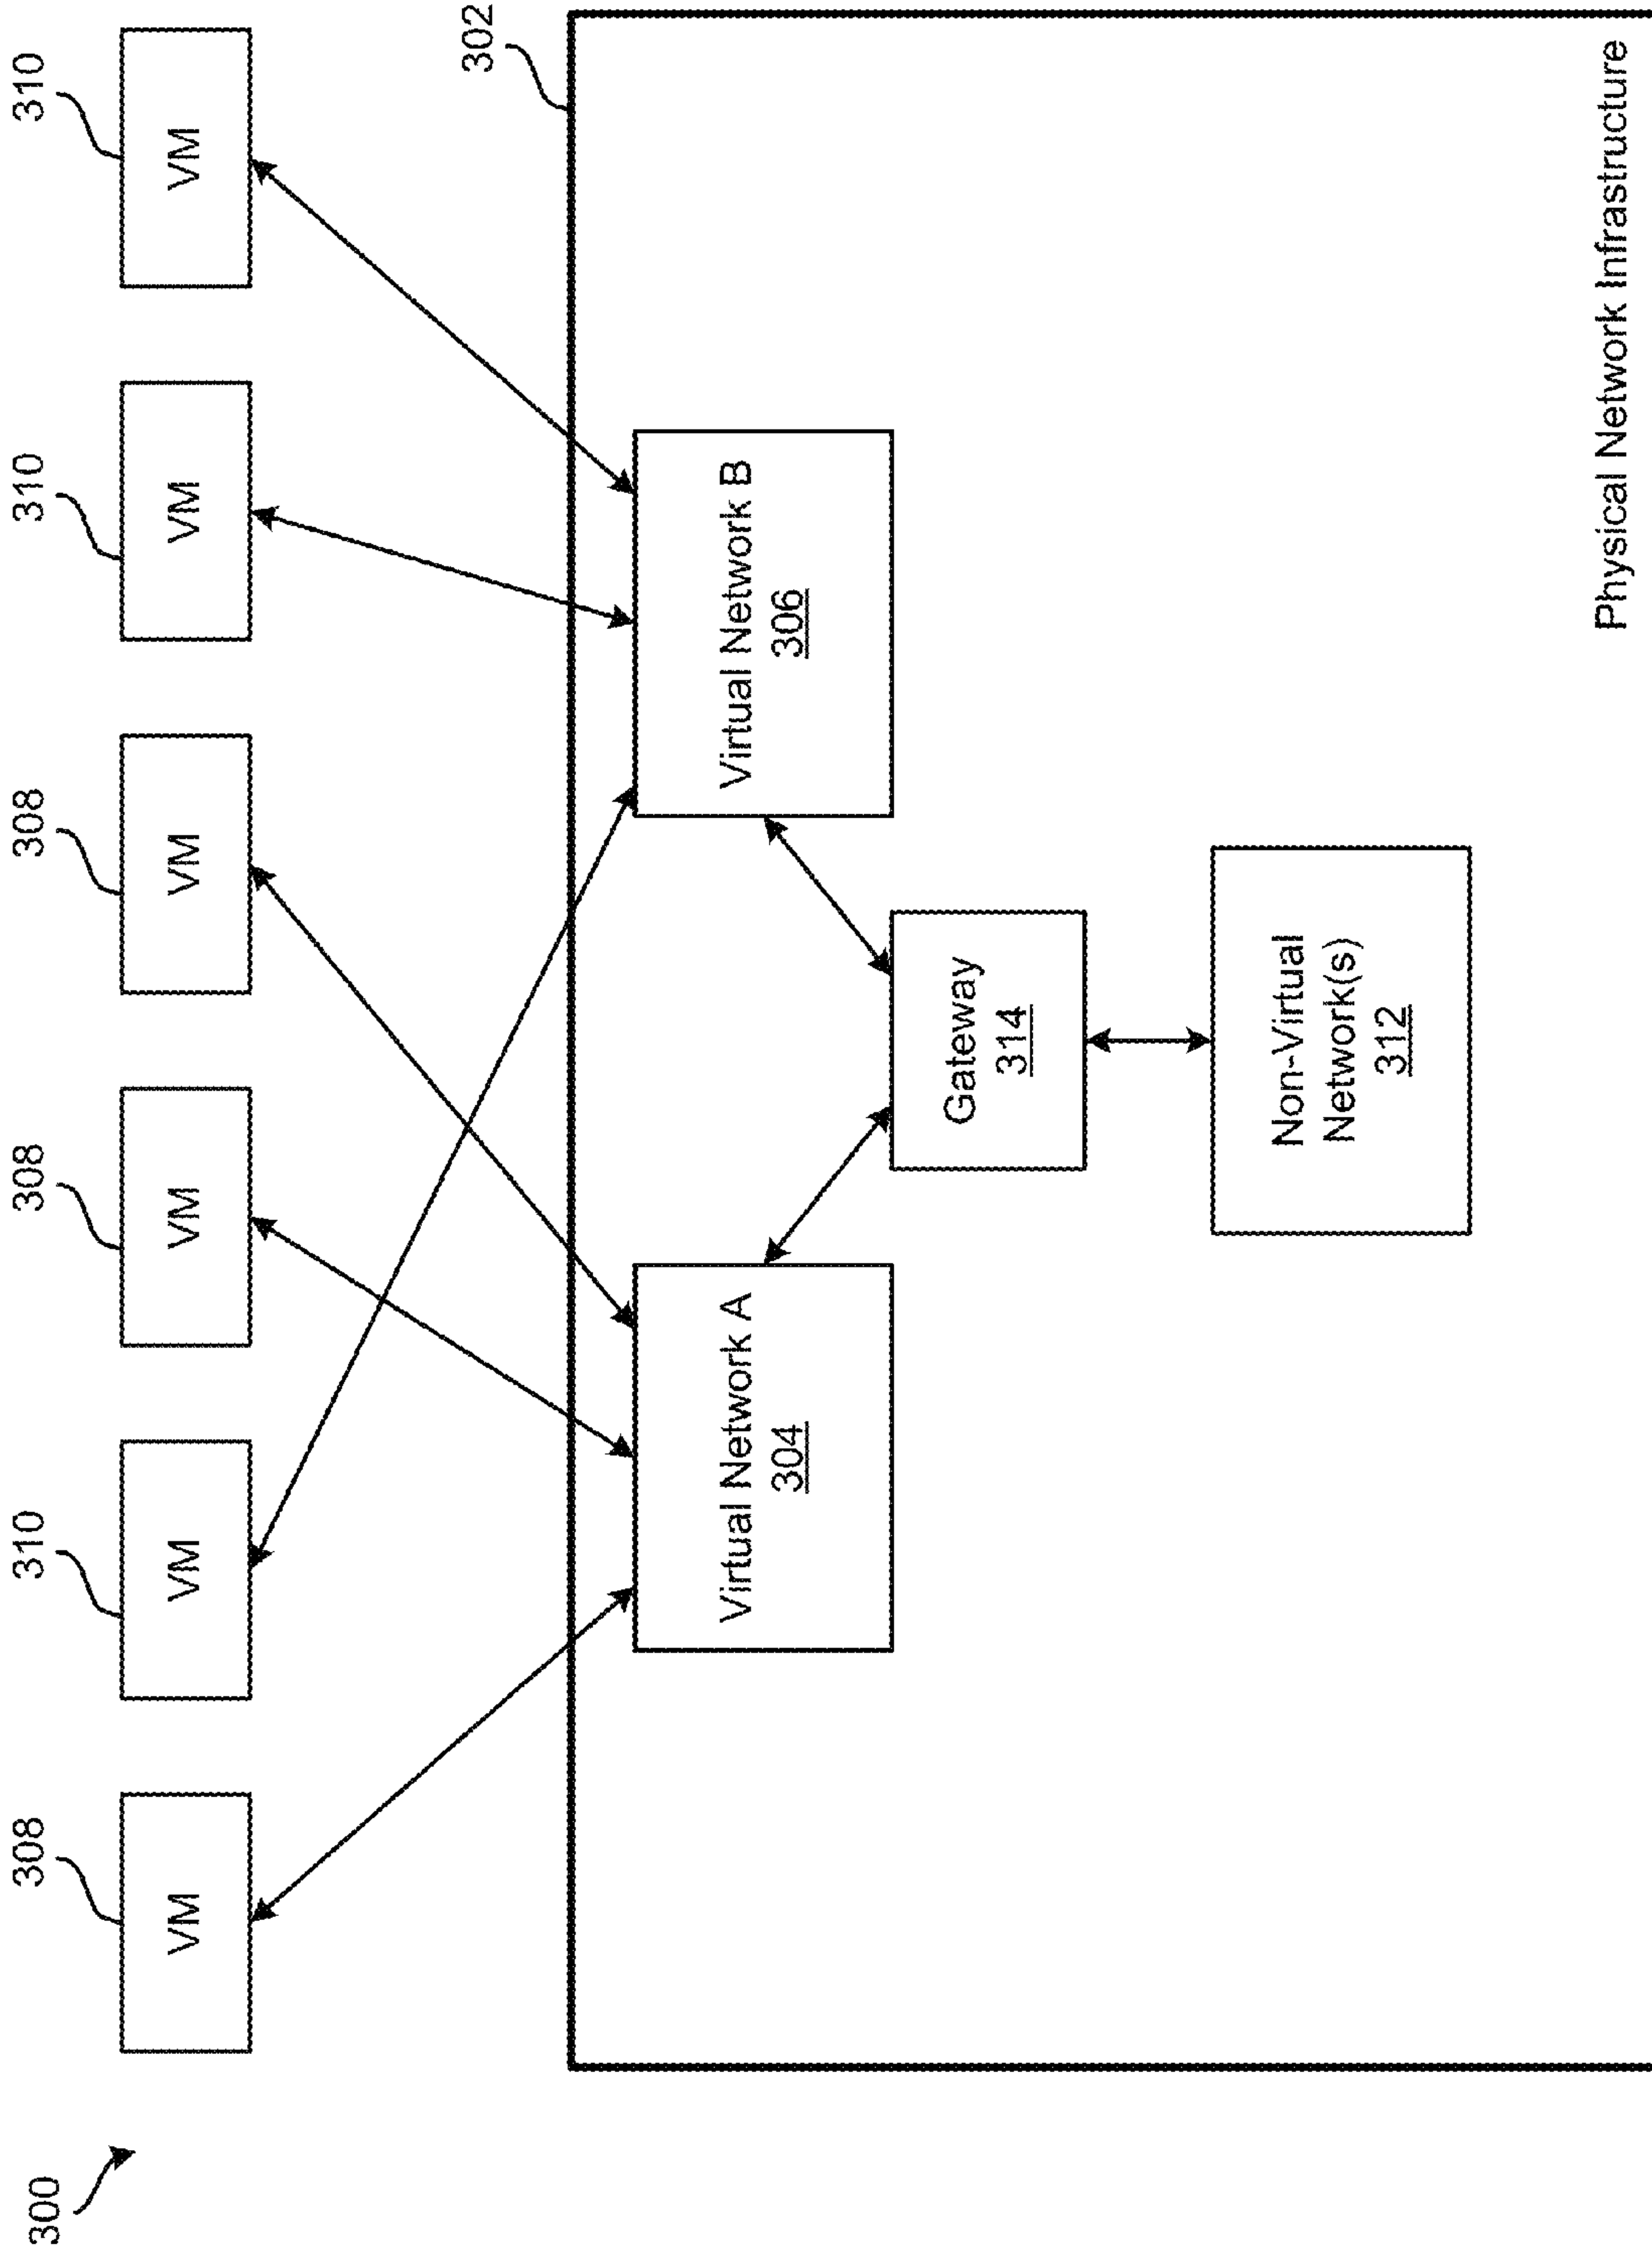 300
308
310
308
308
310
310
VM
VM
VM
VM
VM
VM
302
Virtual Network A
304
Virtual Network B
306
Gateway
314
Non-Virtual
Network(s)
312
Physical Network Infrastructure